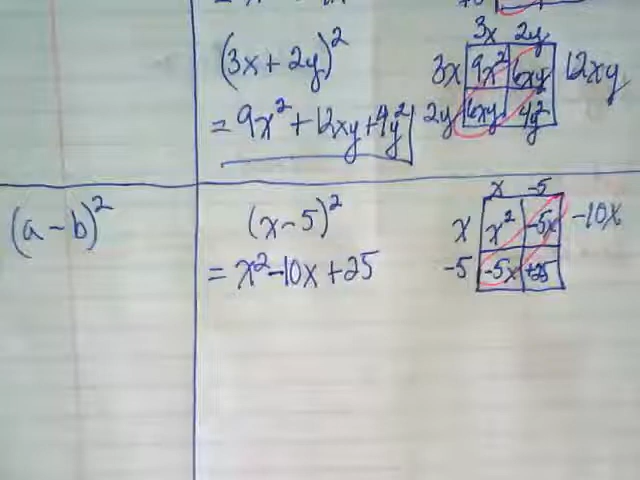 (3x + 2y)²
= 9x² + 12xy + 4y²
3x 2y
3x 9x² 6xy 12xy
2y 6xy 4y²
(a - b)²
(x - 5)²
= x² - 10x + 25
x -5
x x² -5x -10x
-5 -5x +25